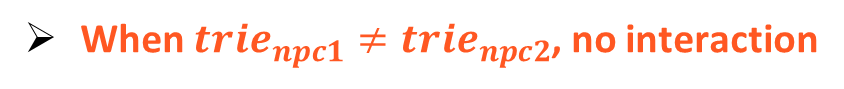 ➢ When trie_npc1 ≠ trie_npc2, no interaction